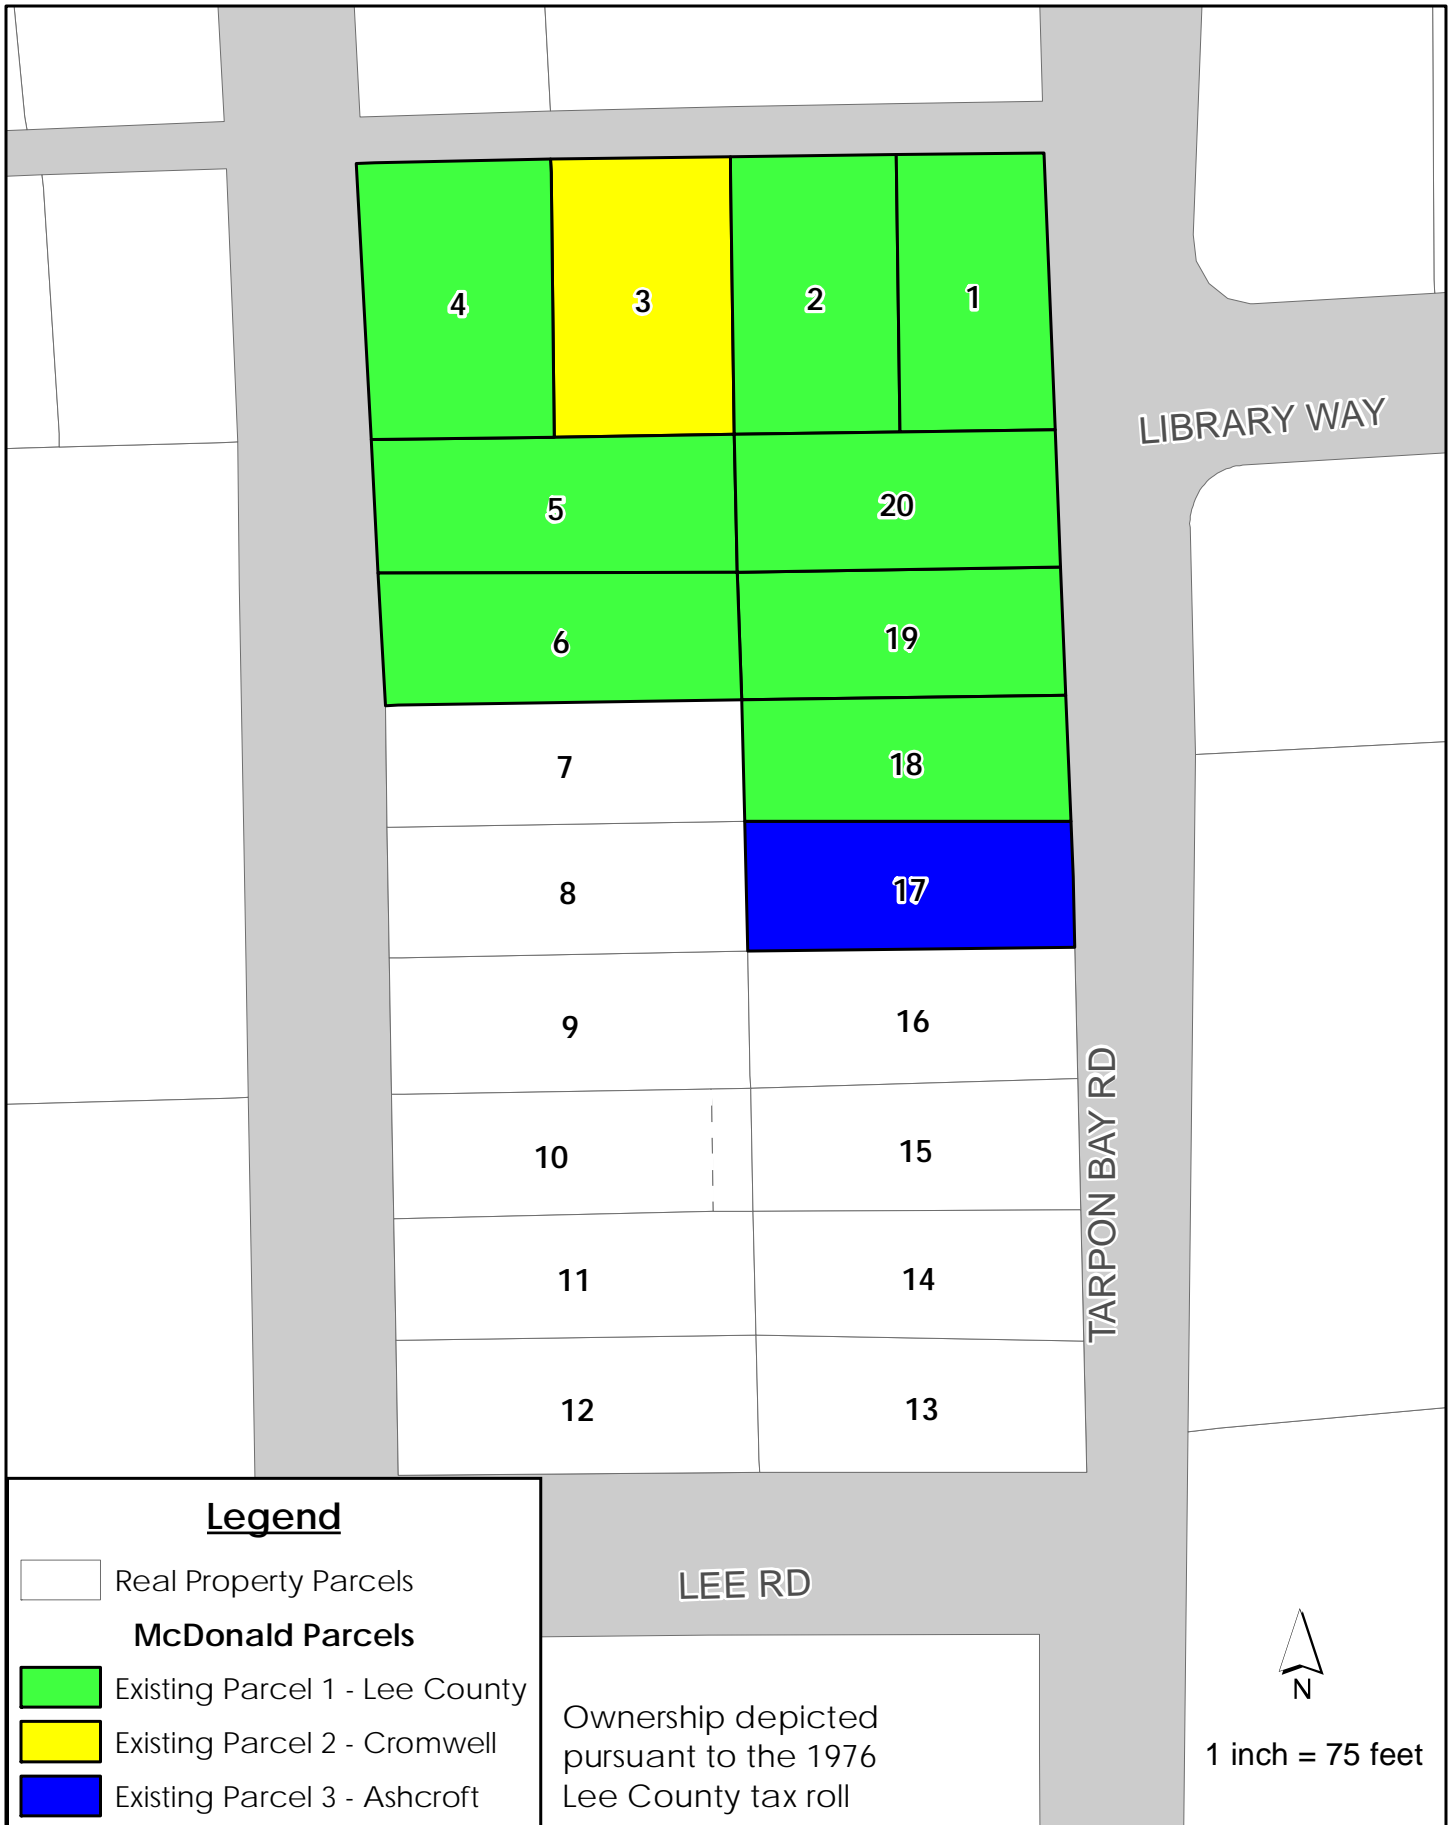 4
3
2
1
LIBRARY WAY
5
20
6
19
7
18
8
17
9
16
10
15
TARPON BAY RD
11
14
12
13
LEE RD
Legend
Real Property Parcels
McDonald Parcels
Existing Parcel 1 - Lee County
Existing Parcel 2 - Cromwell
Existing Parcel 3 - Ashcroft
Ownership depicted
pursuant to the 1976
Lee County tax roll
N
1 inch = 75 feet